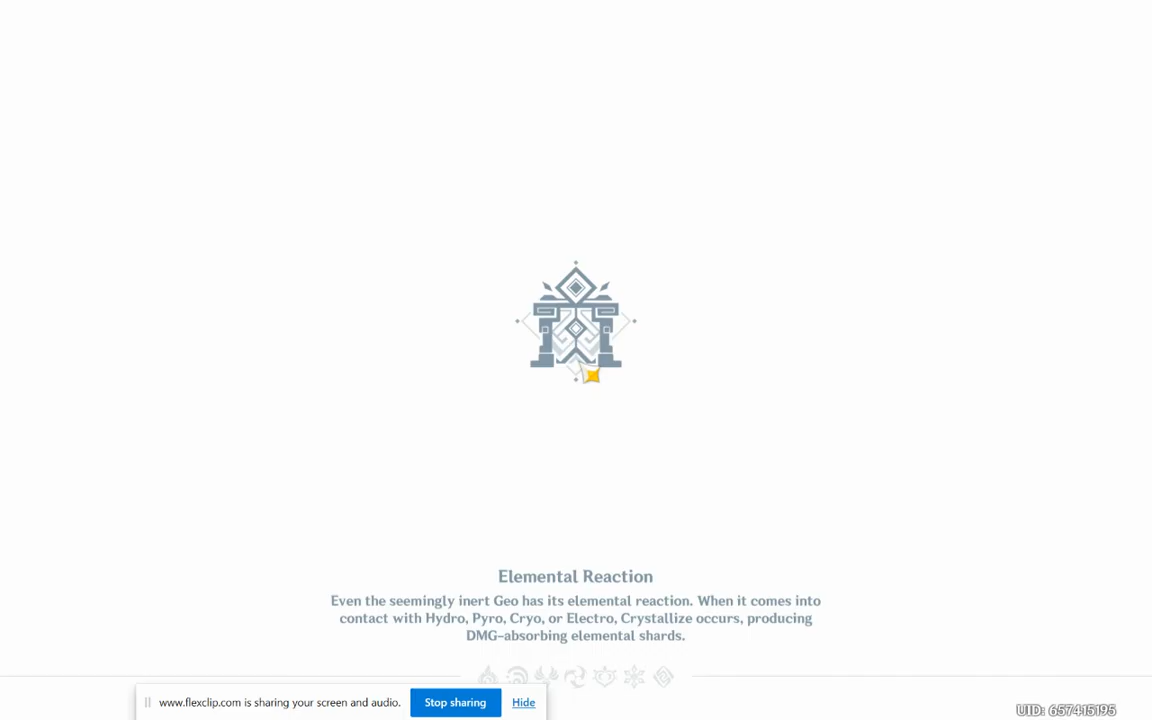 Elemental Reaction
Even the seemingly inert Geo has its elemental reaction. When it comes into
contact with Hydro, Pyro, Cryo, or Electro, Crystallize occurs, producing
DMG-absorbing elemental shards.
www.flexclip.com is sharing your screen and audio.
Stop sharing
Hide
UID: 657415195